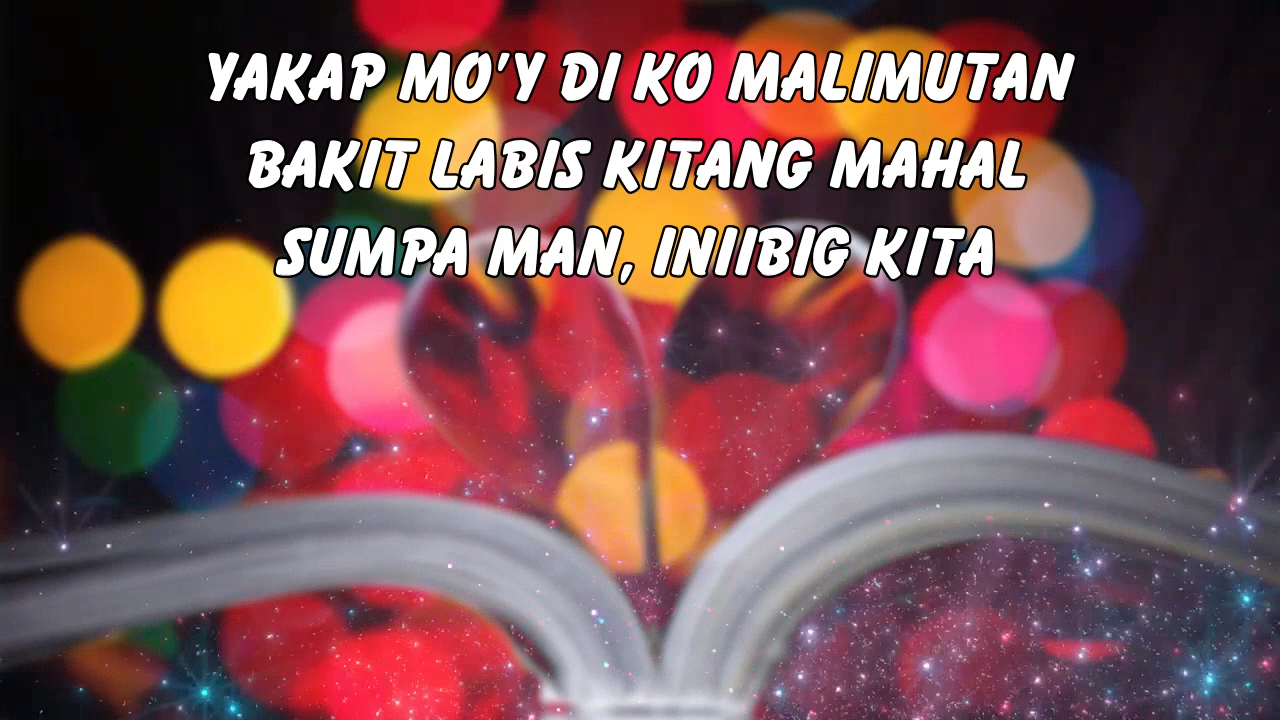 YAKAP MO'Y DI KO MALIMUTAN
BAKIT LABIS KITANG MAHAL
SUMPA MAN, INIIBIG KITA